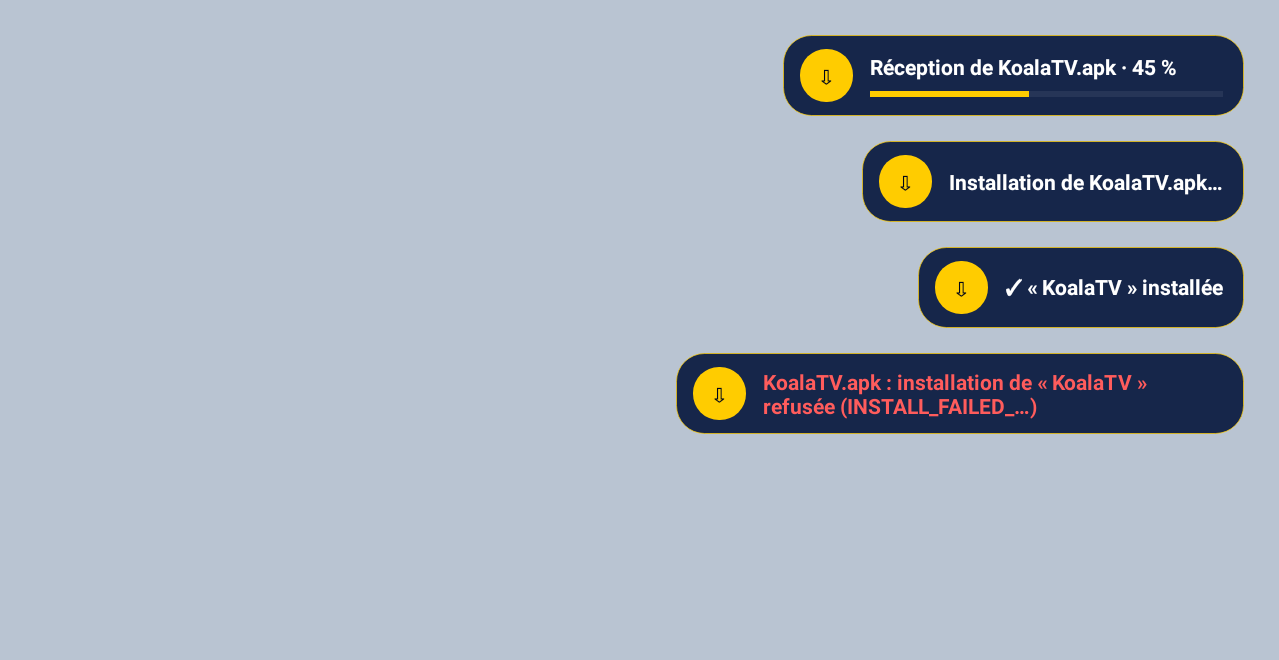 ⇩ Réception de KoalaTV.apk · 45 %
⇩ Installation de KoalaTV.apk…
⇩ ✓ « KoalaTV » installée
⇩ KoalaTV.apk : installation de « KoalaTV »
refusée (INSTALL_FAILED_…)